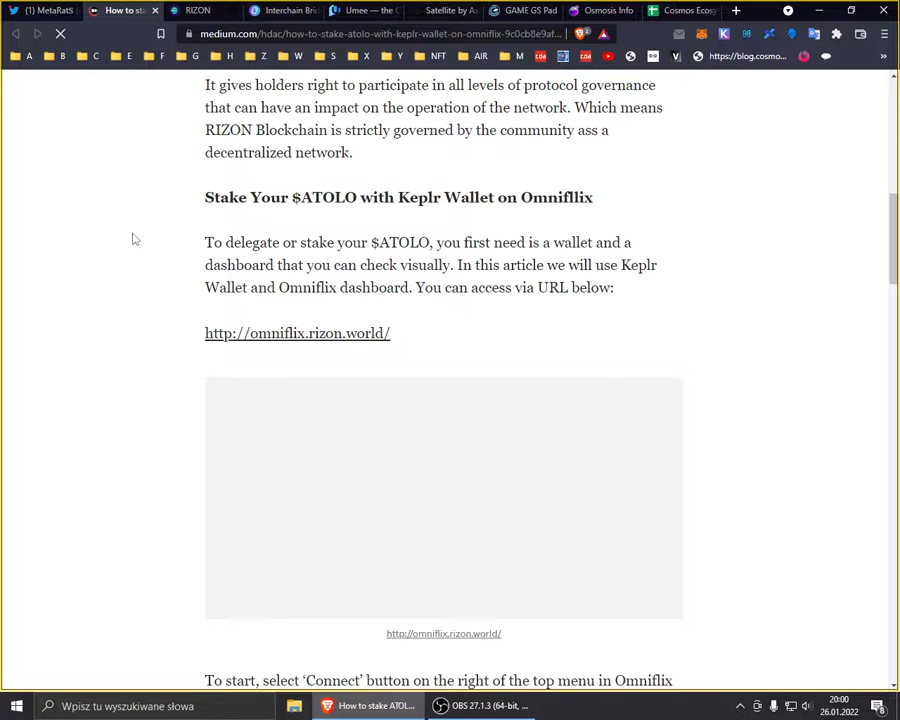 (1) MetaRatS
How to sta
RIZON
Interchain Bri
Umee — the C
Satellite by Ax
GAME GS Pad
Osmosis Info
Cosmos Ecosy
medium.com/hdac/how-to-stake-atolo-with-keplr-wallet-on-omniflix-9c0cb8e9af...
2
A
B
C
E
F
G
H
J
K
Y
NFT
AIR
M
cda
cda
https://blog.cosmo...
»
It gives holders right to participate in all levels of protocol governance
that can have an impact on the operation of the network. Which means
RIZON Blockchain is strictly governed by the community ass a
decentralized network.
Stake Your $ATOLO with Keplr Wallet on Omnifllix
To delegate or stake your $ATOLO, you first need is a wallet and a
dashboard that you can check visually. In this article we will use Keplr
Wallet and Omniflix dashboard. You can access via URL below:
http://omniflix.rizon.world/
http://omniflix.rizon.world/
To start, select ‘Connect’ button on the right of the top menu in Omniflix
Wpisz tu wyszukiwane słowa
How to stake ATOL...
OBS 27.1.3 (64-bit, ...
20:00
26.01.2022
8